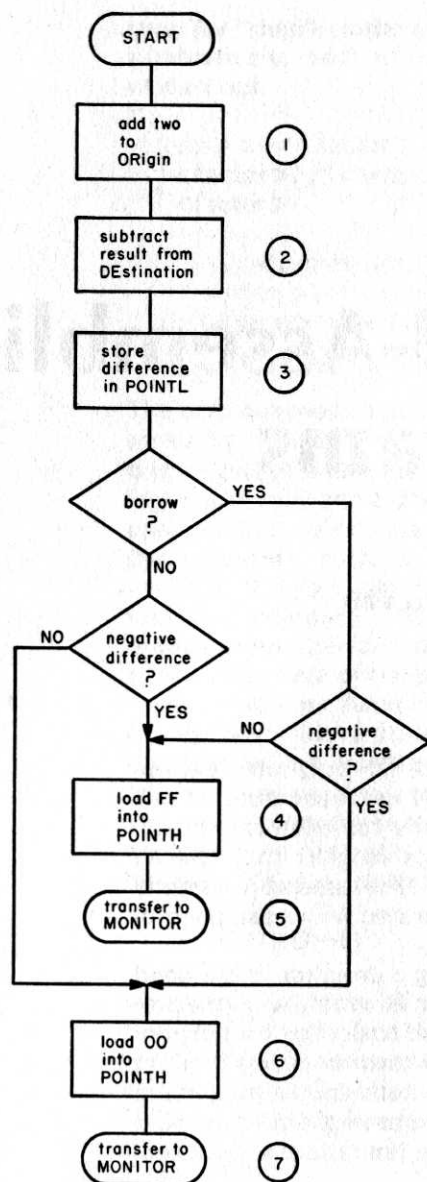 START
add two
to
ORigin
1
subtract
result from
DEstination
2
store
difference
in POINTL
3
borrow
?
YES
NO
NO
negative
difference
?
YES
NO
negative
difference
?
YES
load FF
into
POINTH
4
transfer to
MONITOR
5
load OO
into
POINTH
6
transfer to
MONITOR
7